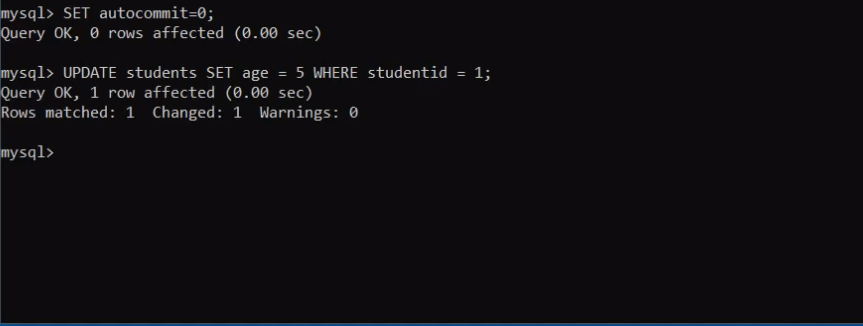 mysql> SET autocommit=0;
Query OK, 0 rows affected (0.00 sec)
mysql> UPDATE students SET age = 5 WHERE studentid = 1;
Query OK, 1 row affected (0.00 sec)
Rows matched: 1  Changed: 1  Warnings: 0
mysql>